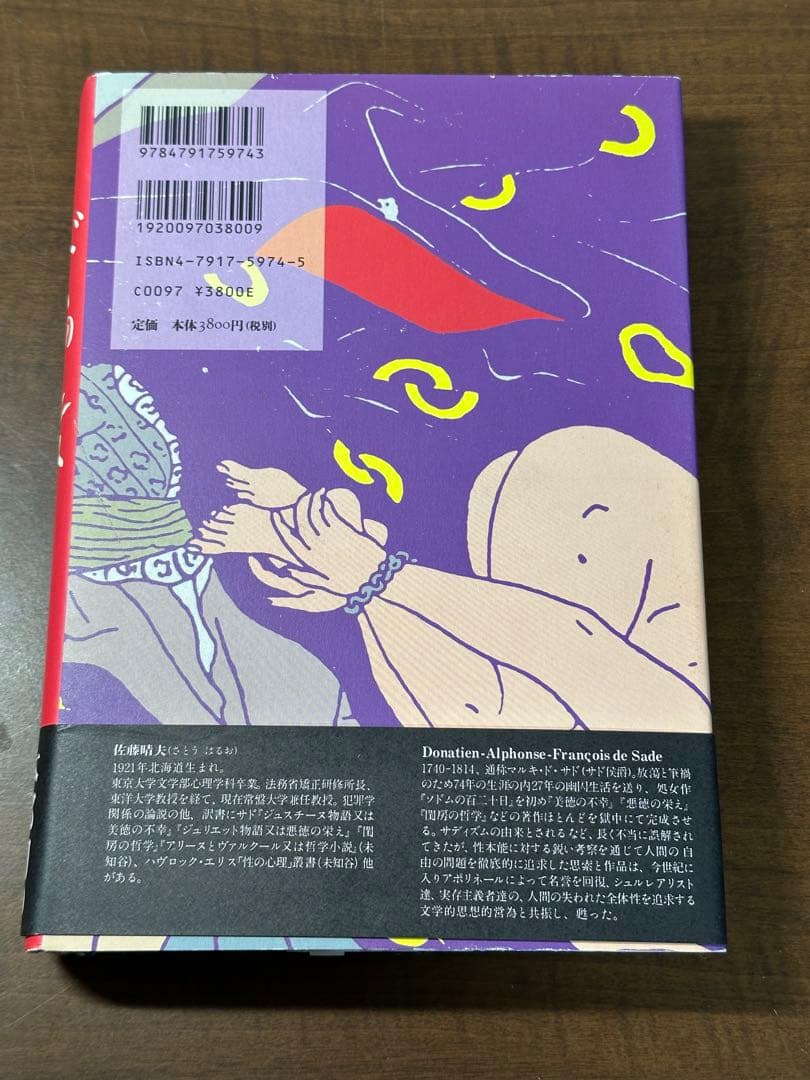 9784791759743
1920097038009
ISBN4-7917-5974-5
C0097 ¥3800E
定価 本体3800円(税別)
佐藤晴夫(さとう はるお)
1921年北海道生まれ。
東京大学文学部心理学科卒業。法務省矯正研修所長、
東洋大学教授を経て、現在常盤大学兼任教授。犯罪学
関係の論説の他、訳書にサド『ジュスチーヌ物語又は
美徳の不幸』『ジュリエット物語又は悪徳の栄え』『閨
房の哲学』『アリーヌとヴァルクール又は哲学小説』(未
知谷)、ハヴロック・エリス「性の心理」叢書(未知谷)他
がある。
Donatien-Alphonse-François de Sade
1740-1814、通称マルキ・ド・サド(サド侯爵)。放蕩と筆禍
のため74年の生涯の内27年の幽囚生活を送り、処女作
『ソドムの百二十日』を初め『美徳の不幸』『悪徳の栄え』
『閨房の哲学』などの著作ほとんどを獄中にて完成させ
る。サディズムの由来とされるなど、長く不当に誤解され
てきたが、性本能に対する鋭い考察を通じて人間の自
由の問題を徹底的に追求した思索と作品は、今世紀に
入りアポリネールによって名誉を回復、シュルレアリスト
達、実存主義者達の、人間の失われた全体性を追求する
文学的思想的営為と共振し、甦った。